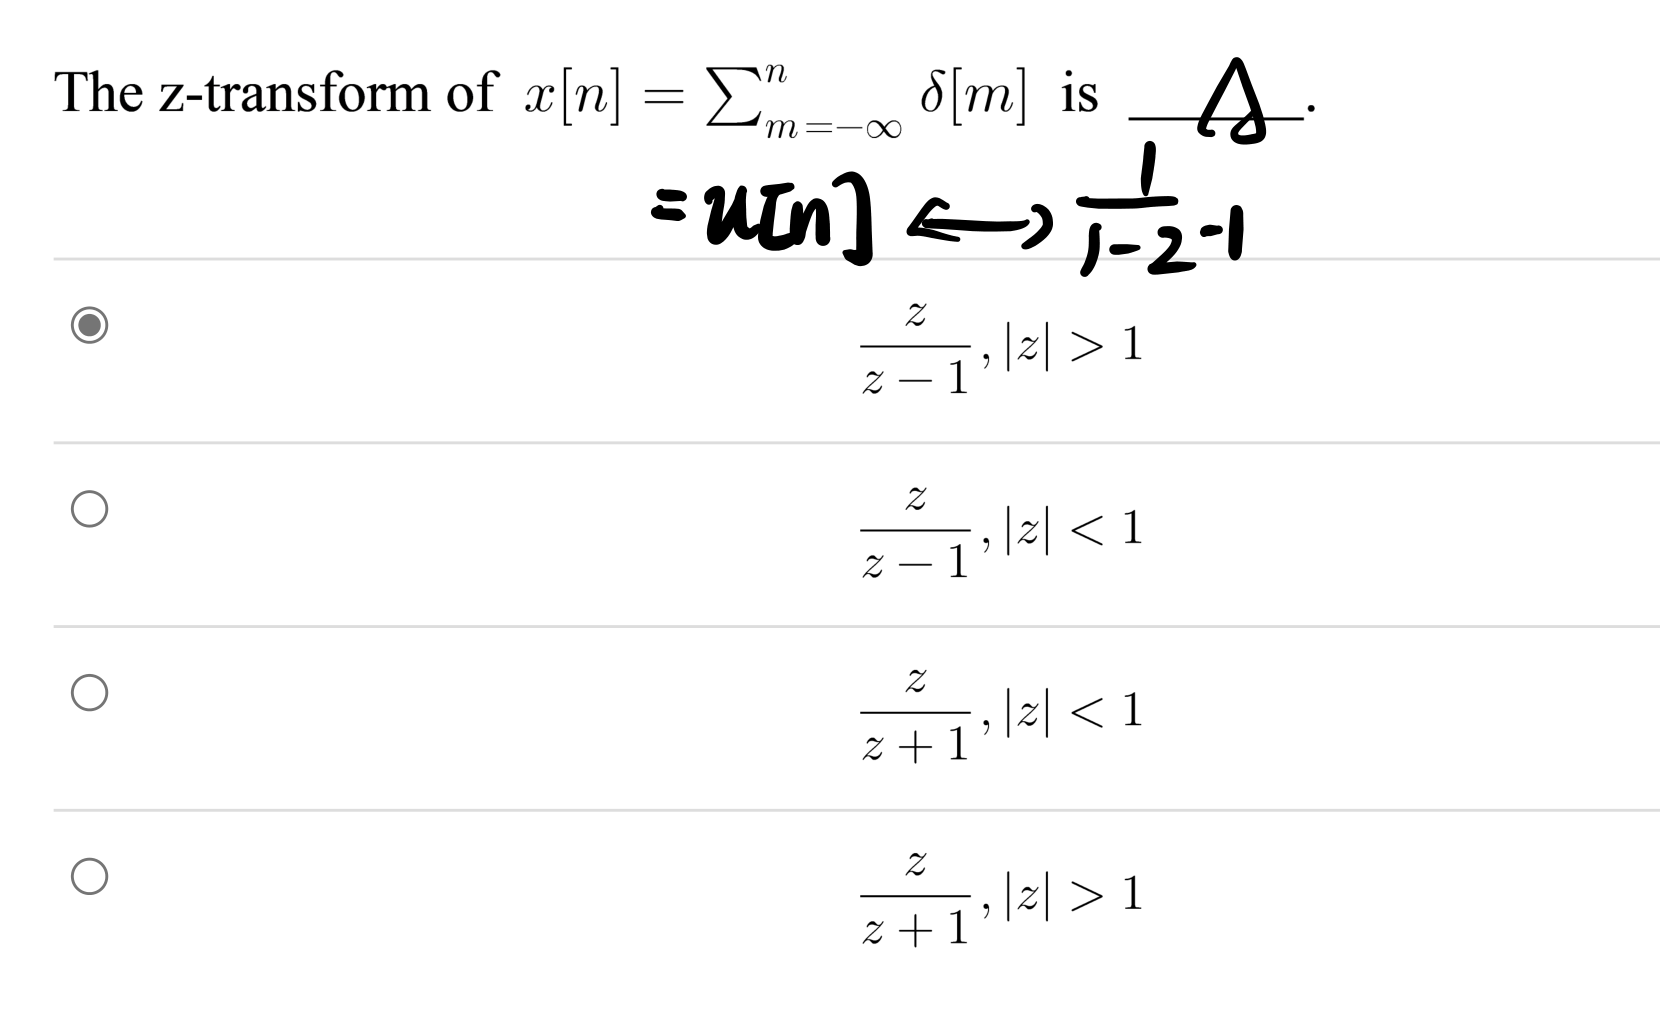 The z-transform of x[n] = ∑_{m=-∞}^{n} δ[m] is A.
= u[n] ⟷ 1/(1-z^{-1})
z/(z-1), |z| > 1
z/(z-1), |z| < 1
z/(z+1), |z| < 1
z/(z+1), |z| > 1